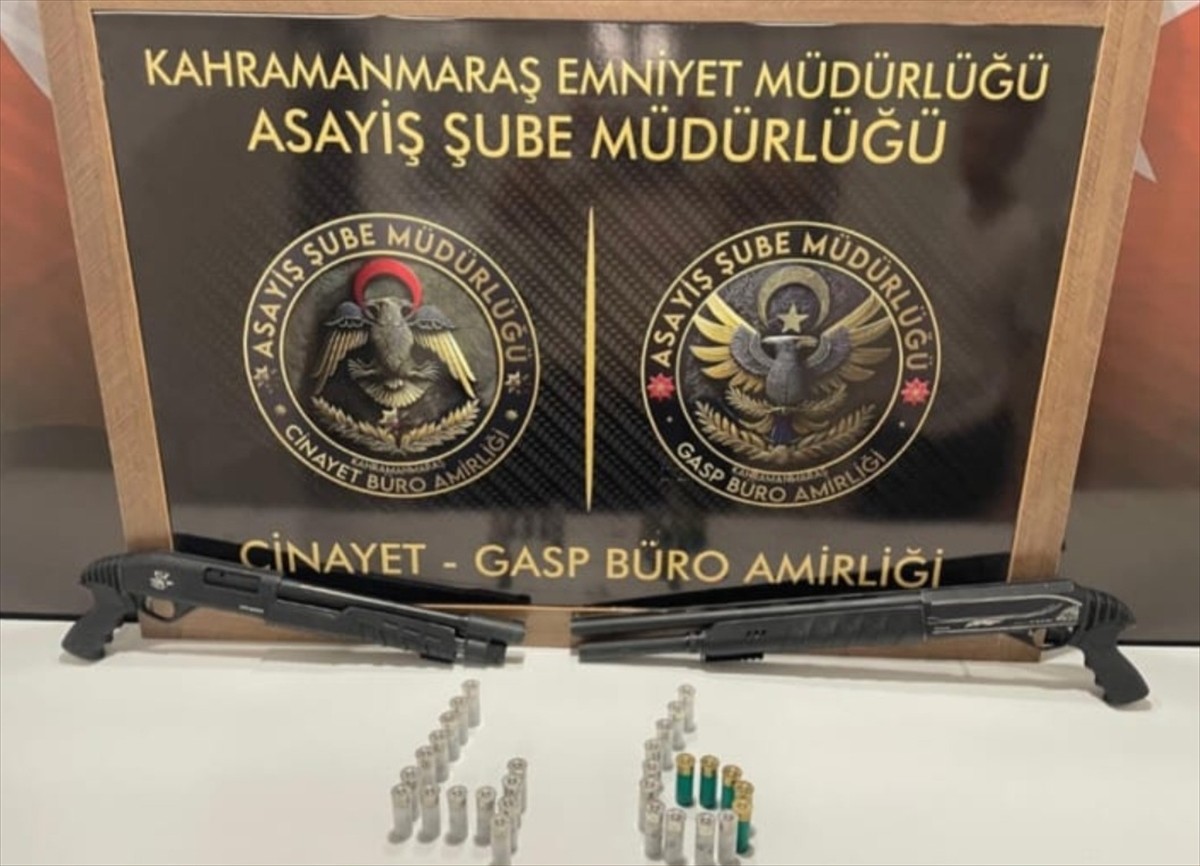 KAHRAMANMARAŞ EMNİYET MÜDÜRLÜĞÜ
ASAYİŞ ŞUBE MÜDÜRLÜĞÜ
ASAYİŞ ŞUBE MÜDÜRLÜĞÜ
KAHRAMANMARAŞ
CİNAYET BÜRO AMİRLİĞİ
ASAYİŞ ŞUBE MÜDÜRLÜĞÜ
KAHRAMANMARAŞ
GASP BÜRO AMİRLİĞİ
CİNAYET - GASP BÜRO AMİRLİĞİ